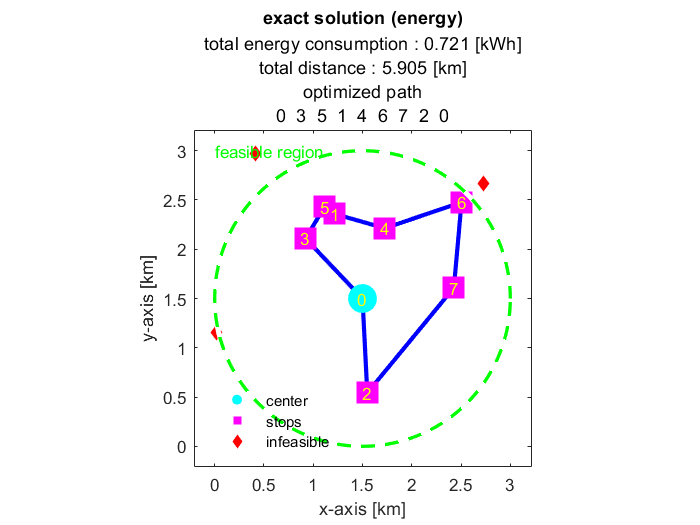 exact solution (energy)
total energy consumption : 0.721 [kWh]
total distance : 5.905 [km]
optimized path
0 3 5 1 4 6 7 2 0
feasible region
3
2.5
2
1.5
1
0.5
0
y-axis [km]
5
1
4
6
3
7
0
2
center
stops
infeasible
0
0.5
1
1.5
2
2.5
3
x-axis [km]